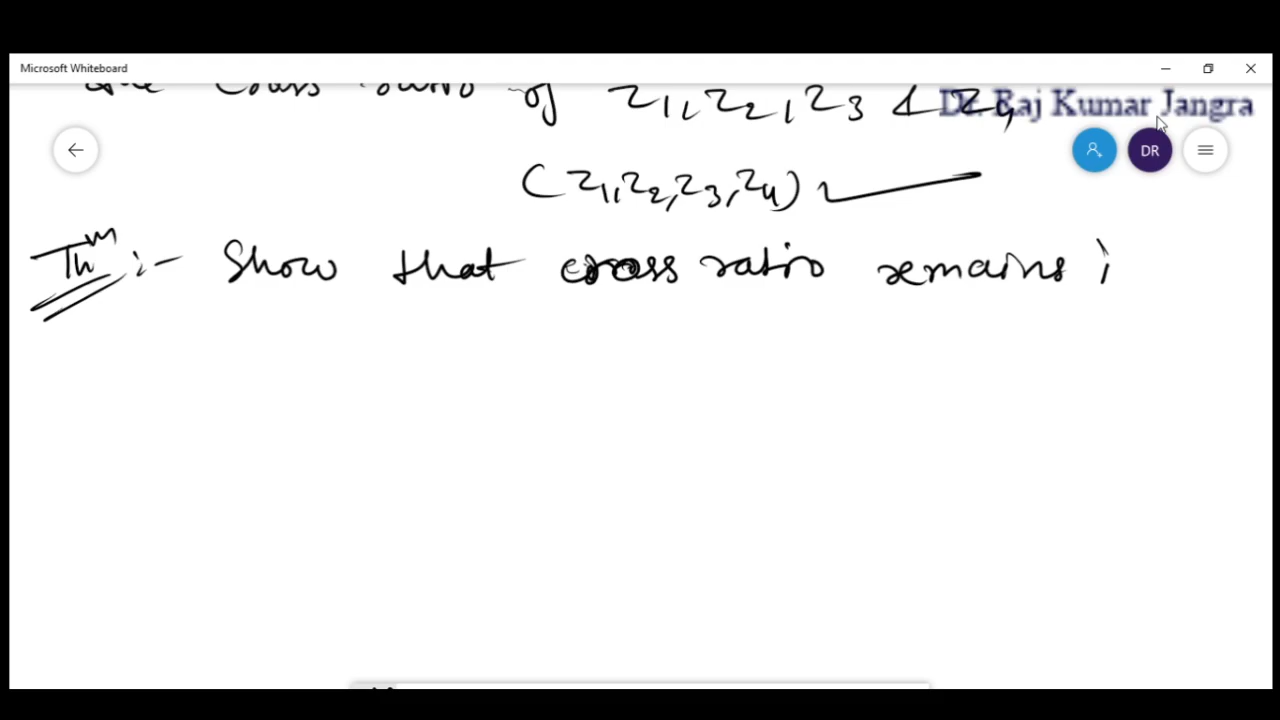 Microsoft Whiteboard
of z1, z2, z3 & z4
Dr. Raj Kumar Jangra
DR
(z1, z2, z3, z4)
Thm :- Show that cross ratio remains i